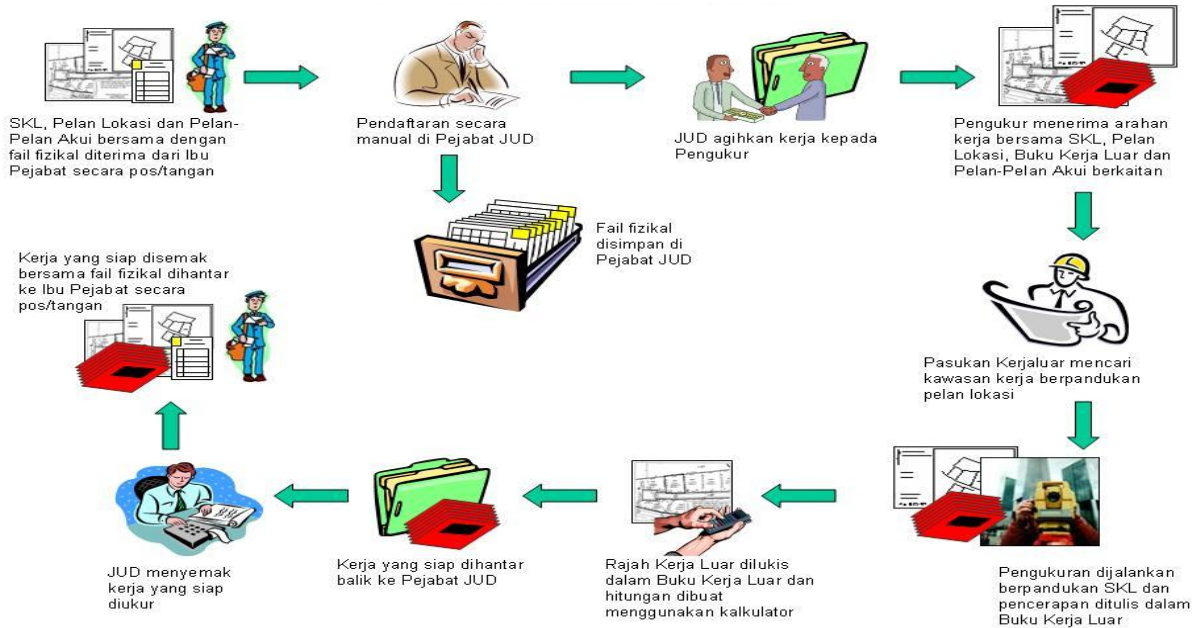 SKL, Pelan Lokasi dan Pelan-
Pelan Akui bersama dengan
fail fizikal diterima dari Ibu
Pejabat secara pos/tangan
Pendaftaran secara
manual di Pejabat JUD
JUD agihkan kerja kepada
Pengukur
Pengukur menerima arahan
kerja bersama SKL, Pelan
Lokasi, Buku Kerja Luar dan
Pelan-Pelan Akui berkaitan
Fail fizikal
disimpan di
Pejabat JUD
Pasukan Kerjaluar mencari
kawasan kerja berpandukan
pelan lokasi
Pengukuran dijalankan
berpandukan SKL dan
pencerapan ditulis dalam
Buku Kerja Luar
Rajah Kerja Luar dilukis
dalam Buku Kerja Luar dan
hitungan dibuat
menggunakan kalkulator
Kerja yang siap dihantar
balik ke Pejabat JUD
JUD menyemak
kerja yang siap
diukur
Kerja yang siap disemak
bersama fail fizikal dihantar
ke Ibu Pejabat secara
pos/tangan